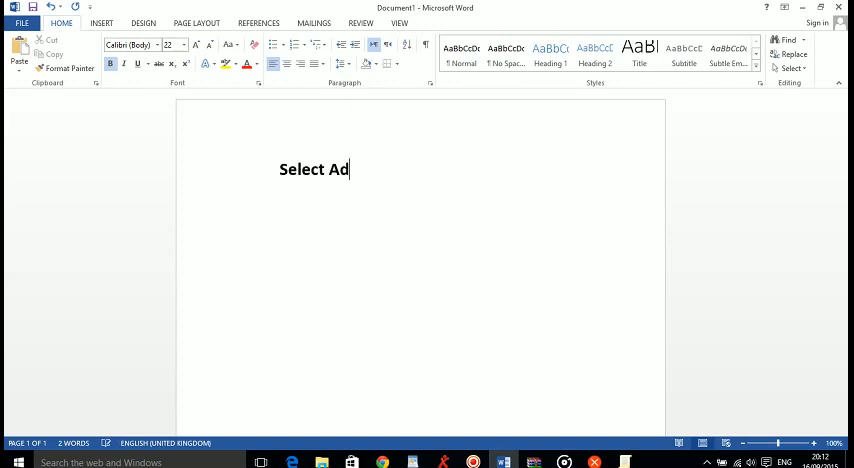 Document1 - Microsoft Word
FILE HOME INSERT DESIGN PAGE LAYOUT REFERENCES MAILINGS REVIEW VIEW Sign in
Paste
Cut
Copy
Format Painter
Clipboard
Calibri (Body) 22
Font
Paragraph
AaBbCcDc AaBbCcDc AaBbCc AaBbCcC AaBl AaBbCcC AaBbCcDc
¶ Normal ¶ No Spac... Heading 1 Heading 2 Title Subtitle Subtle Em...
Styles
Find
Replace
Select
Editing
Select Ad
PAGE 1 OF 1 2 WORDS ENGLISH (UNITED KINGDOM) 100%
Search the web and Windows
ENG
20:12
16/09/2015